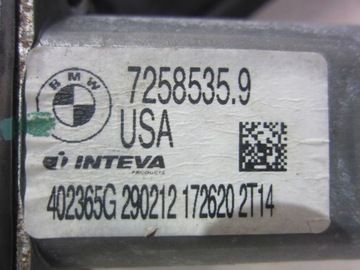 BMW
7258535.9
USA
INTEVA
PRODUCTS
402365G 290212 172620 2T14